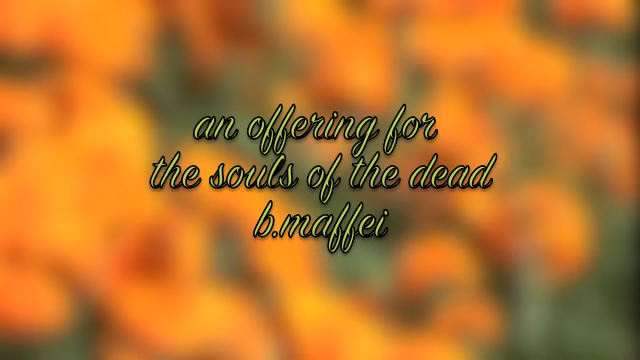 an offering for
the souls of the dead
b.maffei